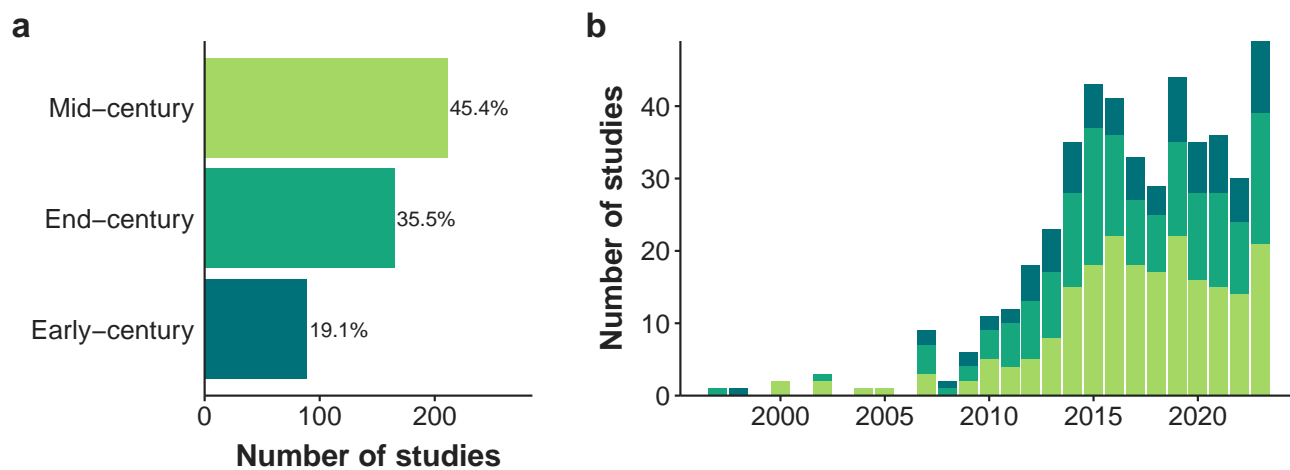 a
Mid−century
End−century
Early−century
45.4%
35.5%
19.1%
0
100
200
Number of studies
b
Number of studies
40
30
20
10
0
2000
2005
2010
2015
2020